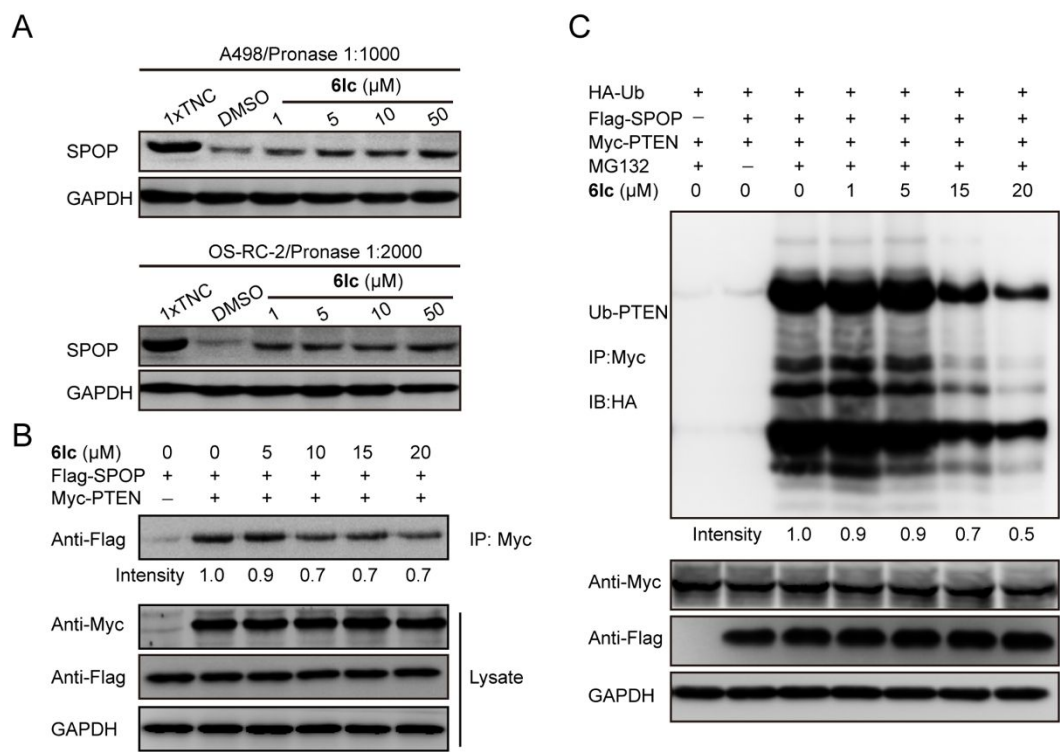 A
A498/Pronase 1:1000
6lc (μM)
1xTNC DMSO 1 5 10 50
SPOP
GAPDH
OS-RC-2/Pronase 1:2000
6lc (μM)
1xTNC DMSO 1 5 10 50
SPOP
GAPDH
B
6lc (μM) 0 0 5 10 15 20
Flag-SPOP + + + + + +
Myc-PTEN – + + + + +
Anti-Flag IP: Myc
Intensity 1.0 0.9 0.7 0.7 0.7
Anti-Myc
Anti-Flag Lysate
GAPDH
C
HA-Ub + + + + + + +
Flag-SPOP – + + + + + +
Myc-PTEN + + + + + + +
MG132 + – + + + + +
6lc (μM) 0 0 0 1 5 15 20
Ub-PTEN
IP:Myc
IB:HA
Intensity 1.0 0.9 0.9 0.7 0.5
Anti-Myc
Anti-Flag
GAPDH